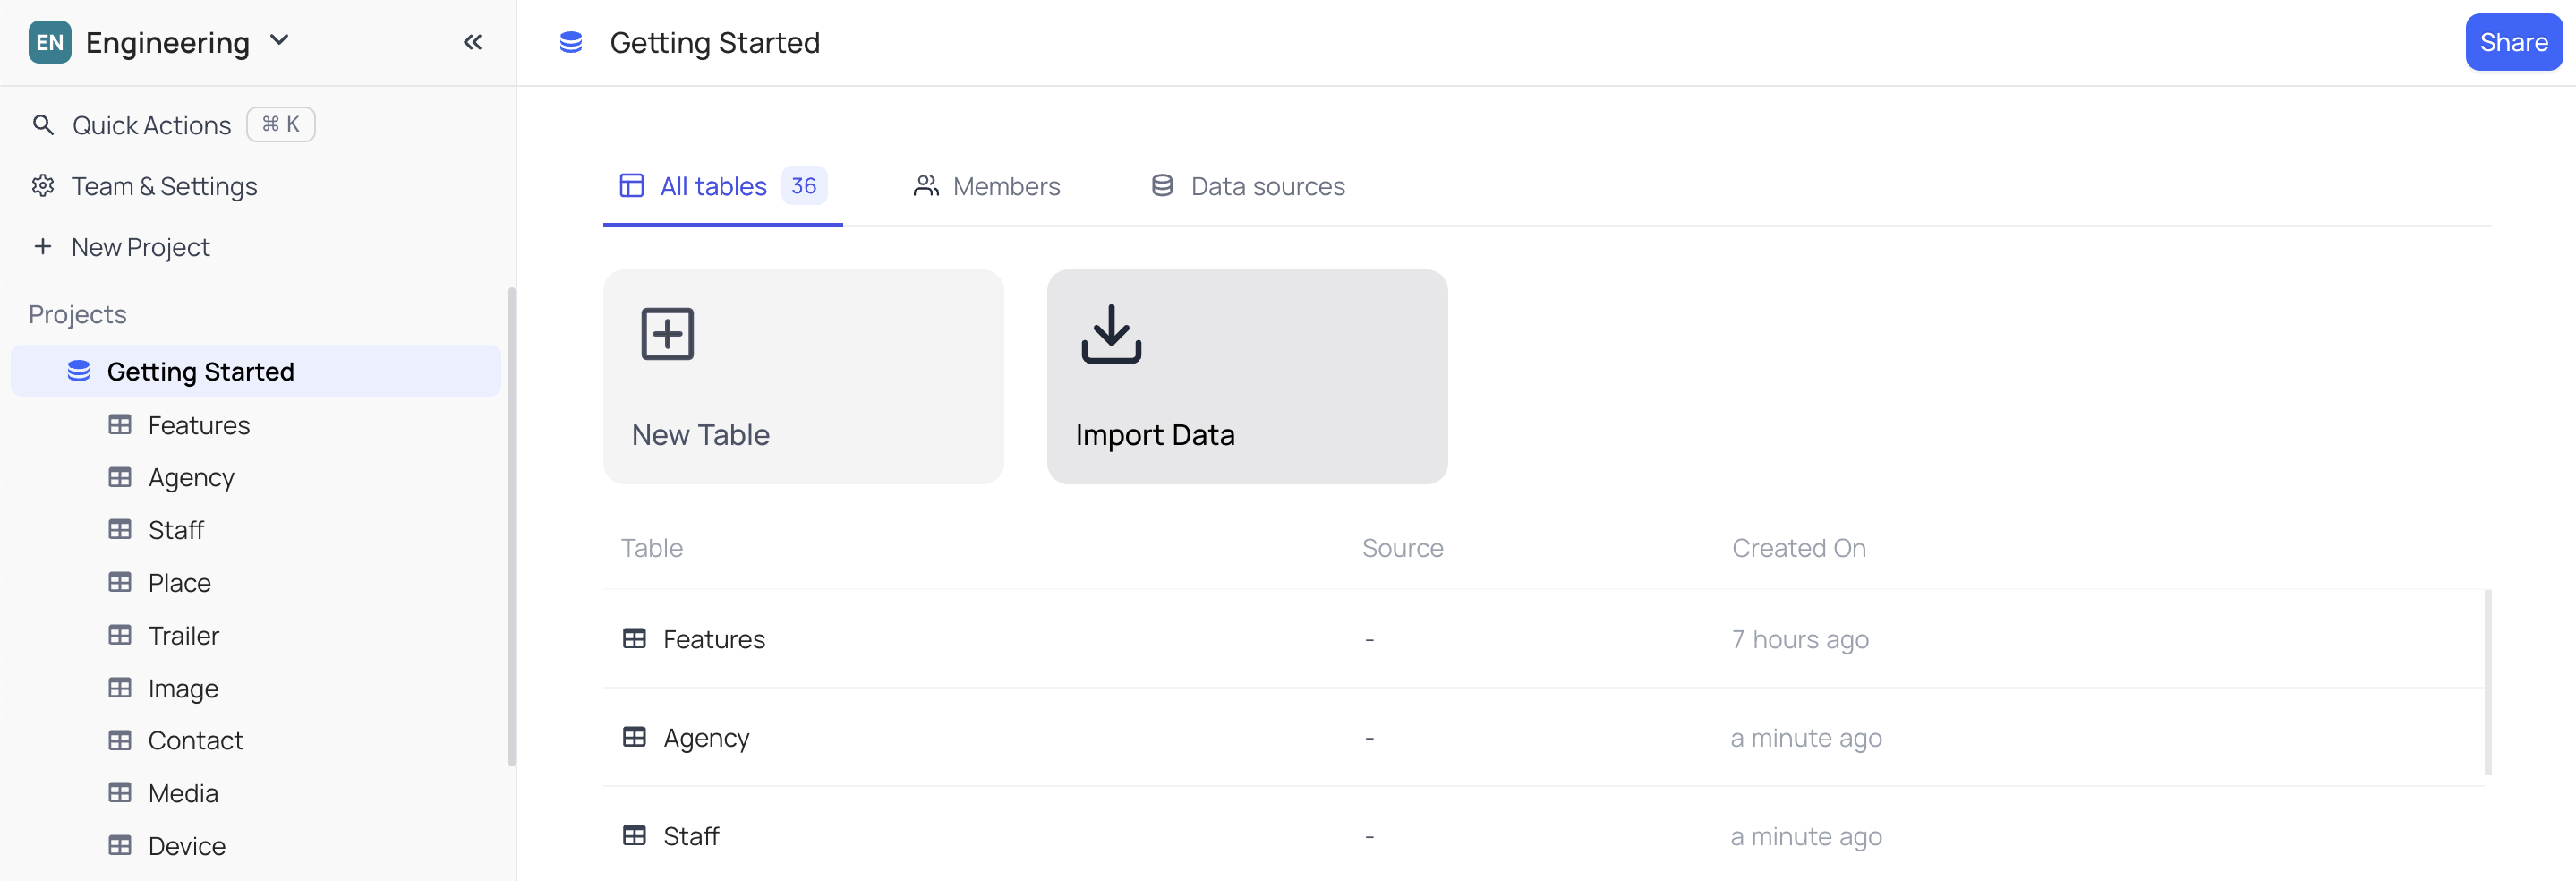 EN Engineering
Quick Actions ⌘ K
Team & Settings
New Project
Projects
Getting Started
Features
Agency
Staff
Place
Trailer
Image
Contact
Media
Device
Getting Started
Share
All tables 36 Members Data sources
New Table Import Data
Table Source Created On
Features - 7 hours ago
Agency - a minute ago
Staff - a minute ago